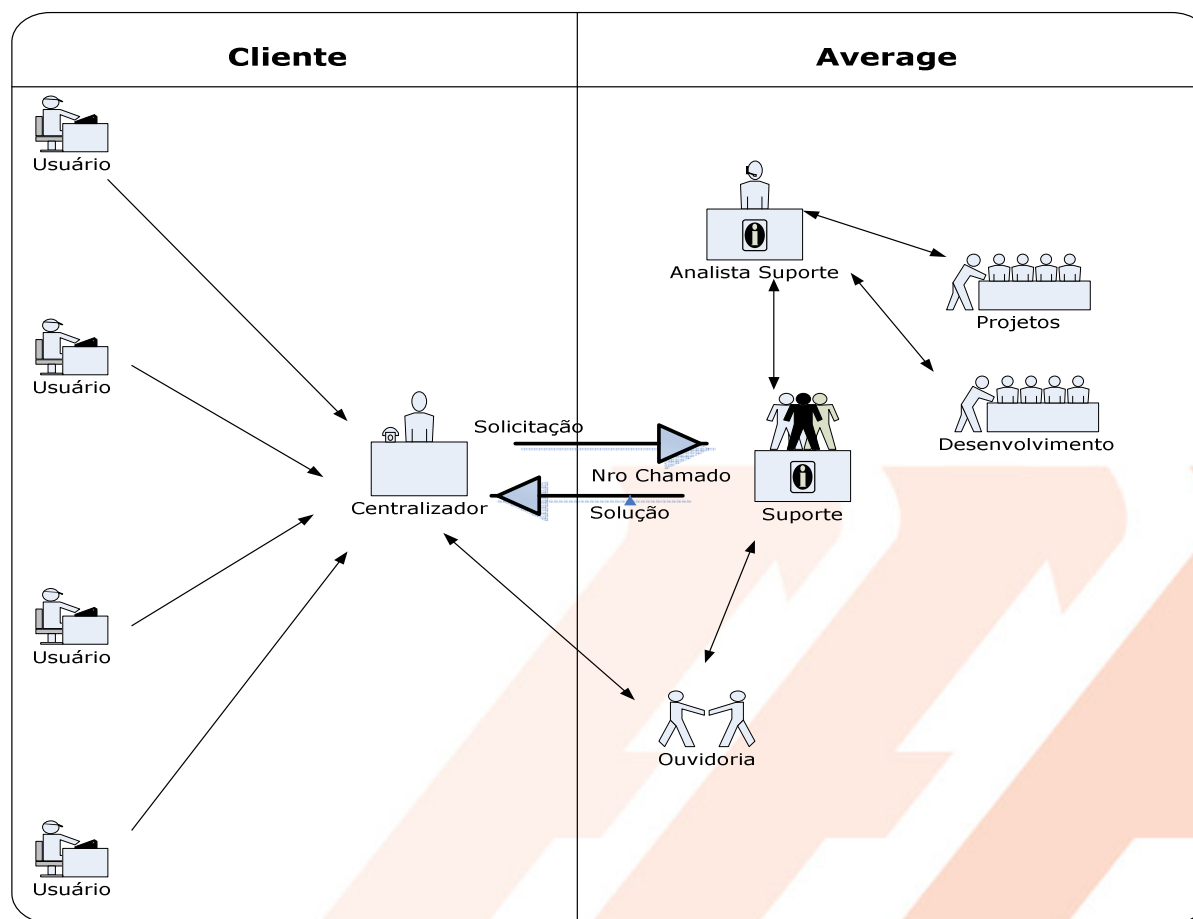 Cliente
Average
Usuário
Analista Suporte
Projetos
Usuário
Desenvolvimento
Solicitação
Nro Chamado
Centralizador
Solução
Suporte
Usuário
Ouvidoria
Usuário